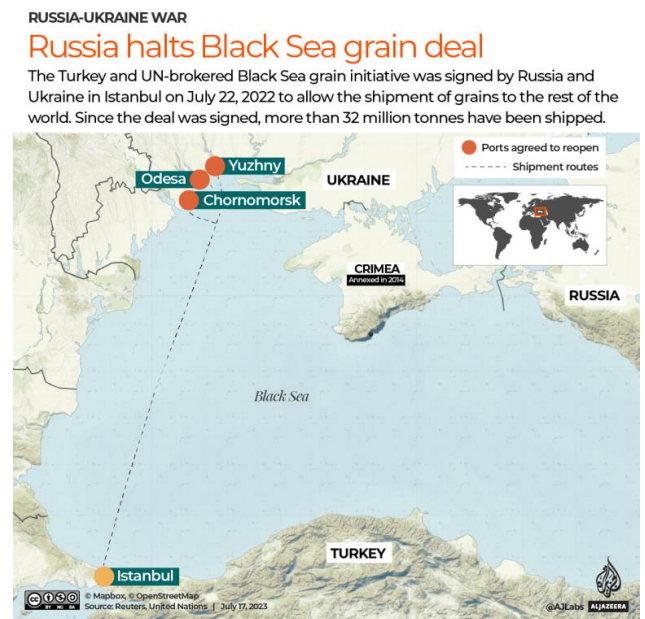 RUSSIA-UKRAINE WAR
Russia halts Black Sea grain deal
The Turkey and UN-brokered Black Sea grain initiative was signed by Russia and
Ukraine in Istanbul on July 22, 2022 to allow the shipment of grains to the rest of the
world. Since the deal was signed, more than 32 million tonnes have been shipped.
Ports agreed to reopen
Shipment routes
Yuzhny
Odesa
Chornomorsk
UKRAINE
CRIMEA
Annexed in 2014
RUSSIA
Black Sea
TURKEY
Istanbul
cc
BY NC SA
© Mapbox, © OpenStreetMap
Source: Reuters, United Nations | July 17, 2023
@AJLabs
ALJAZEERA